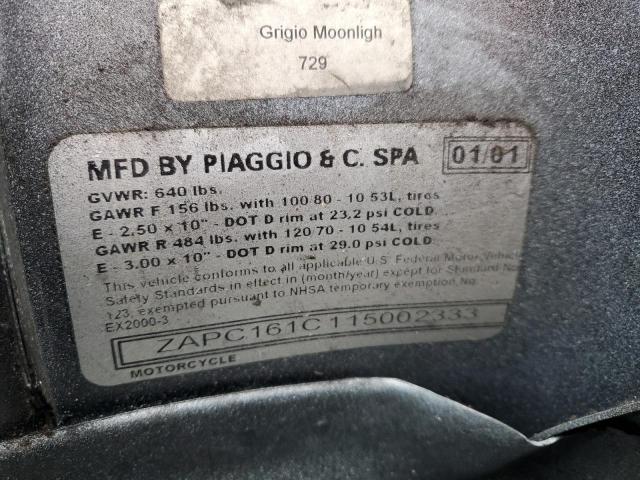 Grigio Moonligh
729
MFD BY PIAGGIO & C. SPA 01/01
GVWR: 640 lbs.
GAWR F 156 lbs. with 100 80 - 10 53L, tires
E - 2.50 x 10" - DOT D rim at 23.2 psi COLD.
GAWR R 484 lbs. with 120 70 - 10 54L, tires
E - 3.00 x 10" - DOT D rim at 29.0 psi COLD.
This vehicle conforms to all applicable U.S. Federal Motor Vehicle
Safety Standards in effect in (month/year) except for Standard No.
123, exempted pursuant to NHSA temporary exemption No.
EX2000-3
ZAPC161C115002333
MOTORCYCLE